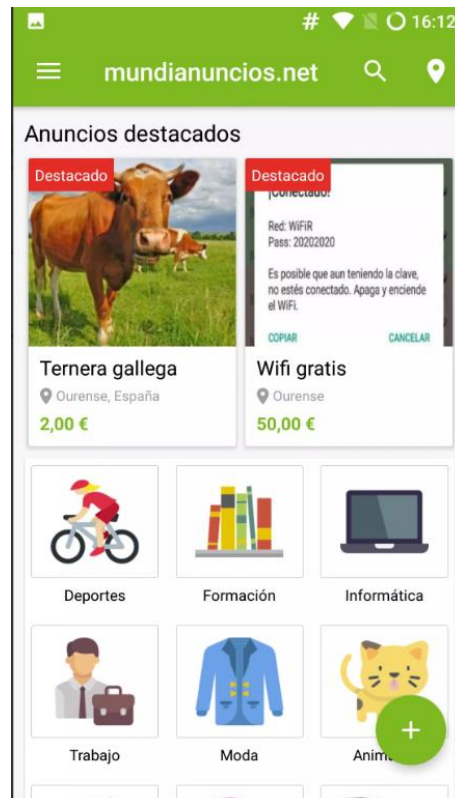 # 16:12
mundianuncios.net
Anuncios destacados
Destacado
Ternera gallega
Ourense, España
2,00 €
Destacado
¡Conectado!
Red: WiFiR
Pass: 20202020
Es posible que aun teniendo la clave,
no estés conectado. Apaga y enciende
el WiFi.
COPIAR CANCELAR
Wifi gratis
Ourense
50,00 €
Deportes Formación Informática
Trabajo Moda Anim
+